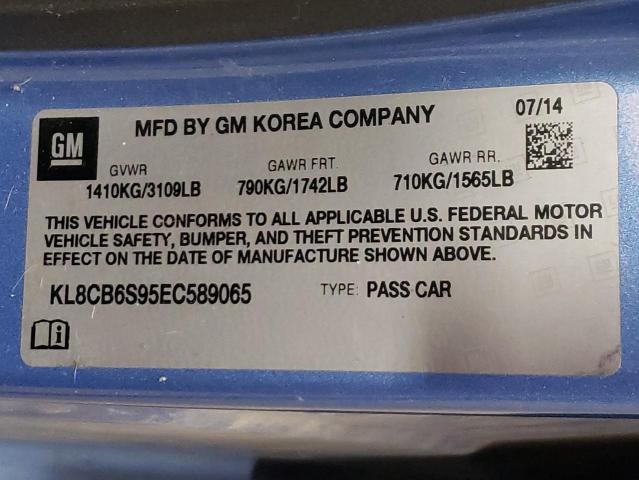 GM
MFD BY GM KOREA COMPANY 07/14
GVWR GAWR FRT. GAWR RR.
1410KG/3109LB 790KG/1742LB 710KG/1565LB
THIS VEHICLE CONFORMS TO ALL APPLICABLE U.S. FEDERAL MOTOR
VEHICLE SAFETY, BUMPER, AND THEFT PREVENTION STANDARDS IN
EFFECT ON THE DATE OF MANUFACTURE SHOWN ABOVE.
KL8CB6S95EC589065 TYPE: PASS CAR